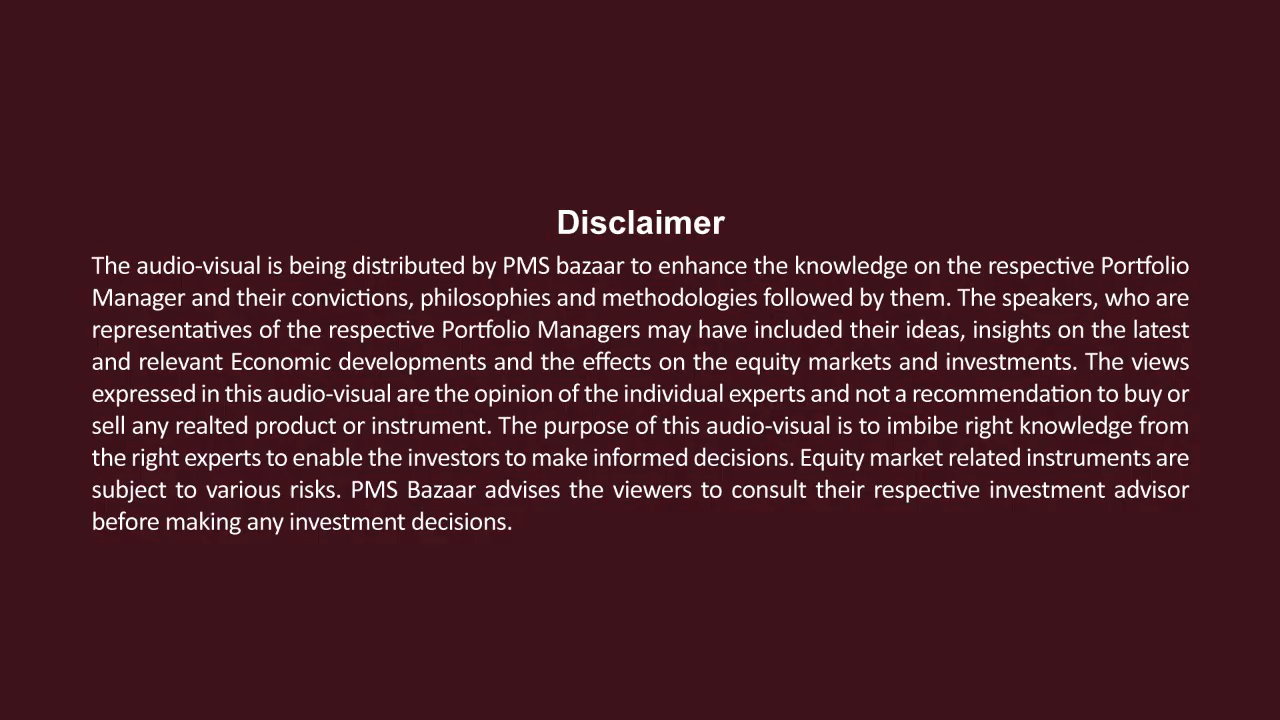 Disclaimer
The audio-visual is being distributed by PMS bazaar to enhance the knowledge on the respective Portfolio
Manager and their convictions, philosophies and methodologies followed by them. The speakers, who are
representatives of the respective Portfolio Managers may have included their ideas, insights on the latest
and relevant Economic developments and the effects on the equity markets and investments. The views
expressed in this audio-visual are the opinion of the individual experts and not a recommendation to buy or
sell any realted product or instrument. The purpose of this audio-visual is to imbibe right knowledge from
the right experts to enable the investors to make informed decisions. Equity market related instruments are
subject to various risks. PMS Bazaar advises the viewers to consult their respective investment advisor
before making any investment decisions.